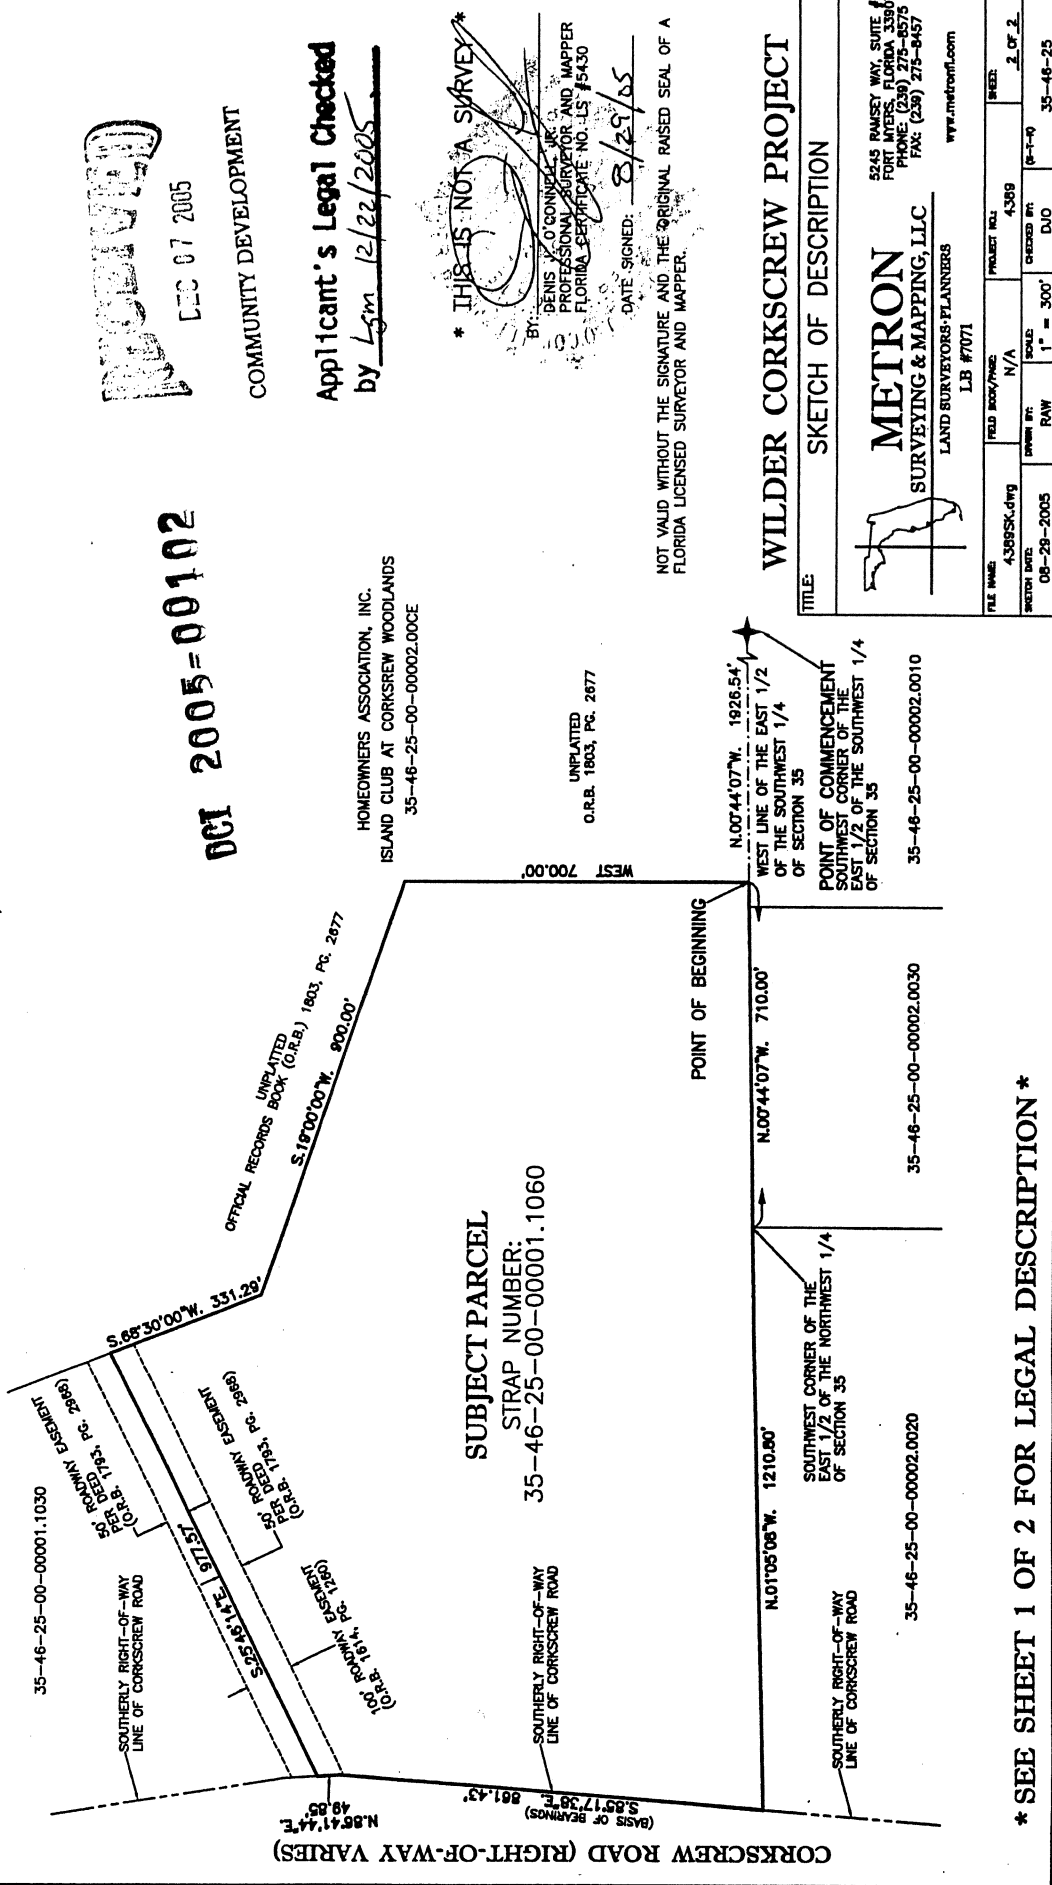 RECEIVED
DEC 07 2005
COMMUNITY DEVELOPMENT
Applicant's Legal Checked
by Lgm 12/22/2005
DCI 2005-00102
* THIS IS NOT A SURVEY *
BY:
DENIS J. O'CONNELL, JR.
PROFESSIONAL SURVEYOR AND MAPPER
FLORIDA CERTIFICATE NO. LS #5430
DATE SIGNED: 8/29/05
NOT VALID WITHOUT THE SIGNATURE AND THE ORIGINAL RAISED SEAL OF A
FLORIDA LICENSED SURVEYOR AND MAPPER.
35-46-25-00-00001.1030
SOUTHERLY RIGHT-OF-WAY
LINE OF CORKSCREW ROAD
50' ROADWAY EASEMENT
PER DEED
(O.R.B. 1793, PG. 2968)
S.68°30'00"W. 331.29'
UNPLATTED
OFFICIAL RECORDS BOOK (O.R.B.) 1803, PG. 2677
S.19°00'00"W. 900.00'
HOMEOWNERS ASSOCIATION, INC.
ISLAND CLUB AT CORKSREW WOODLANDS
35-46-25-00-00002.00CE
S.25°46'14"E. 977.57'
50' ROADWAY EASEMENT
PER DEED
(O.R.B. 1793, PG. 2968)
100' ROADWAY EASEMENT
(O.R.B. 1614, PG. 1260)
N.86°41'44"E.
49.85'
WEST 700.00'
UNPLATTED
O.R.B. 1803, PG. 2677
SUBJECT PARCEL
STRAP NUMBER:
35-46-25-00-00001.1060
SOUTHERLY RIGHT-OF-WAY
LINE OF CORKSCREW ROAD
S.85°17'38"E. 861.43'
(BASIS OF BEARINGS)
CORKSCREW ROAD (RIGHT-OF-WAY VARIES)
POINT OF BEGINNING
N.01°05'08"W. 1210.80'
N.00°44'07"W. 710.00'
N.00°44'07"W. 1926.54'
WEST LINE OF THE EAST 1/2
OF THE SOUTHWEST 1/4
OF SECTION 35
SOUTHERLY RIGHT-OF-WAY
LINE OF CORKSCREW ROAD
SOUTHWEST CORNER OF THE
EAST 1/2 OF THE NORTHWEST 1/4
OF SECTION 35
POINT OF COMMENCEMENT
SOUTHWEST CORNER OF THE
EAST 1/2 OF THE SOUTHWEST 1/4
OF SECTION 35
35-46-25-00-00002.0020
35-46-25-00-00002.0030
35-46-25-00-00002.0010
*SEE SHEET 1 OF 2 FOR LEGAL DESCRIPTION*
WILDER CORKSCREW PROJECT
TITLE:
SKETCH OF DESCRIPTION
METRON
SURVEYING & MAPPING, LLC
LAND SURVEYORS·PLANNERS
LB #7071
5245 RAMSEY WAY, SUITE
FORT MYERS, FLORIDA
PHONE: (239) 275-8575
FAX: (239) 275-8457
www.metronfl.com
FILE NAME: 4389SK.dwg
FIELD BOOK/PAGE: N/A
PROJECT NO.: 4389
SHEET: 2 OF 2
SKETCH DATE: 08-29-2005
DRAWN BY: RAW
SCALE: 1" = 300'
CHECKED BY: DJO
(S-T-R) 35-46-25